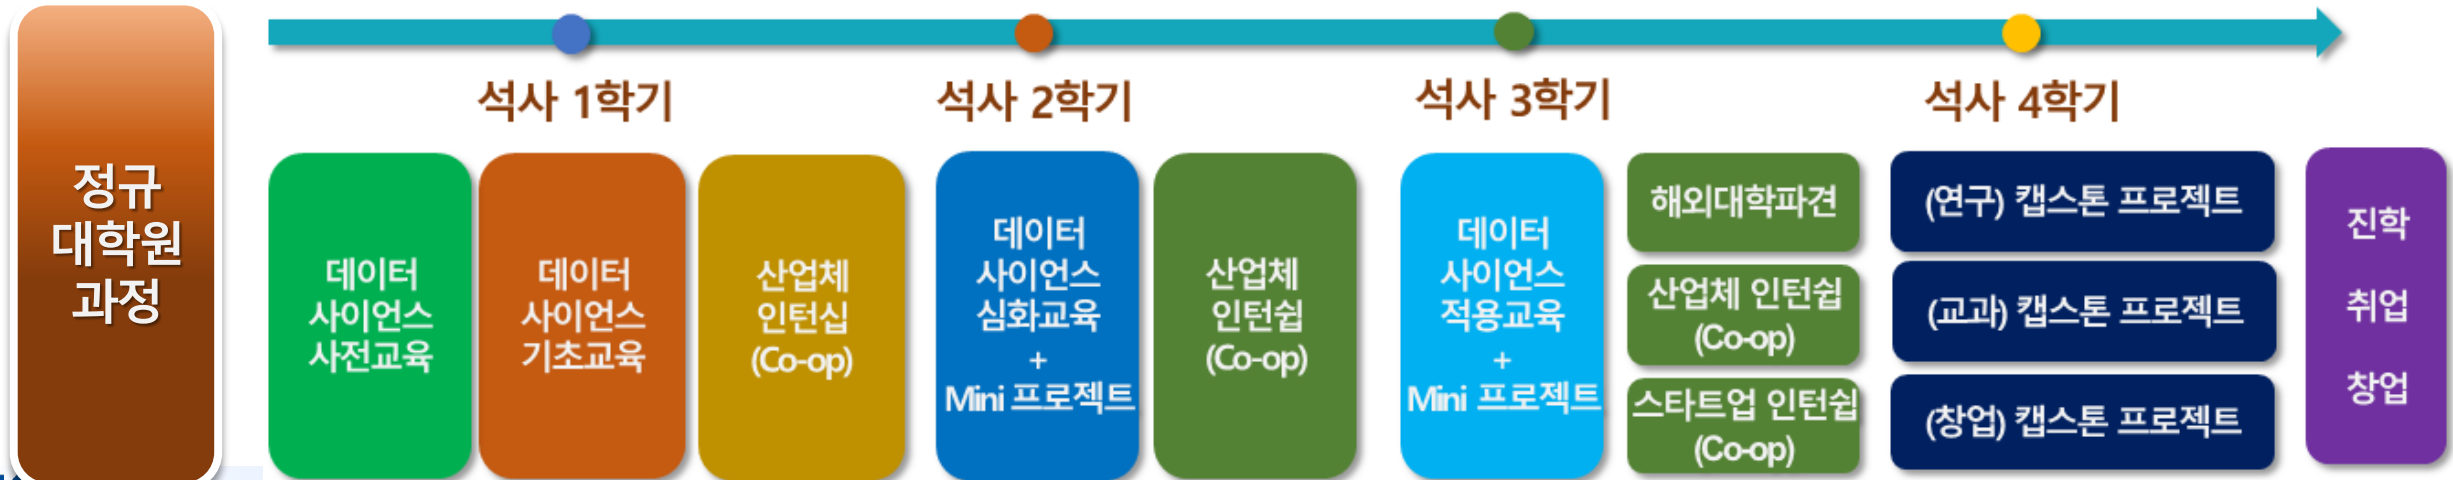 정규
대학원
과정
석사 1학기
석사 2학기
석사 3학기
석사 4학기
데이터
사이언스
사전교육
데이터
사이언스
기초교육
산업체
인턴십
(Co-op)
데이터
사이언스
심화교육
+
Mini 프로젝트
산업체
인턴쉽
(Co-op)
데이터
사이언스
적용교육
+
Mini 프로젝트
해외대학파견
산업체 인턴쉽
(Co-op)
스타트업 인턴쉽
(Co-op)
(연구) 캡스톤 프로젝트
(교과) 캡스톤 프로젝트
(창업) 캡스톤 프로젝트
진학
취업
창업